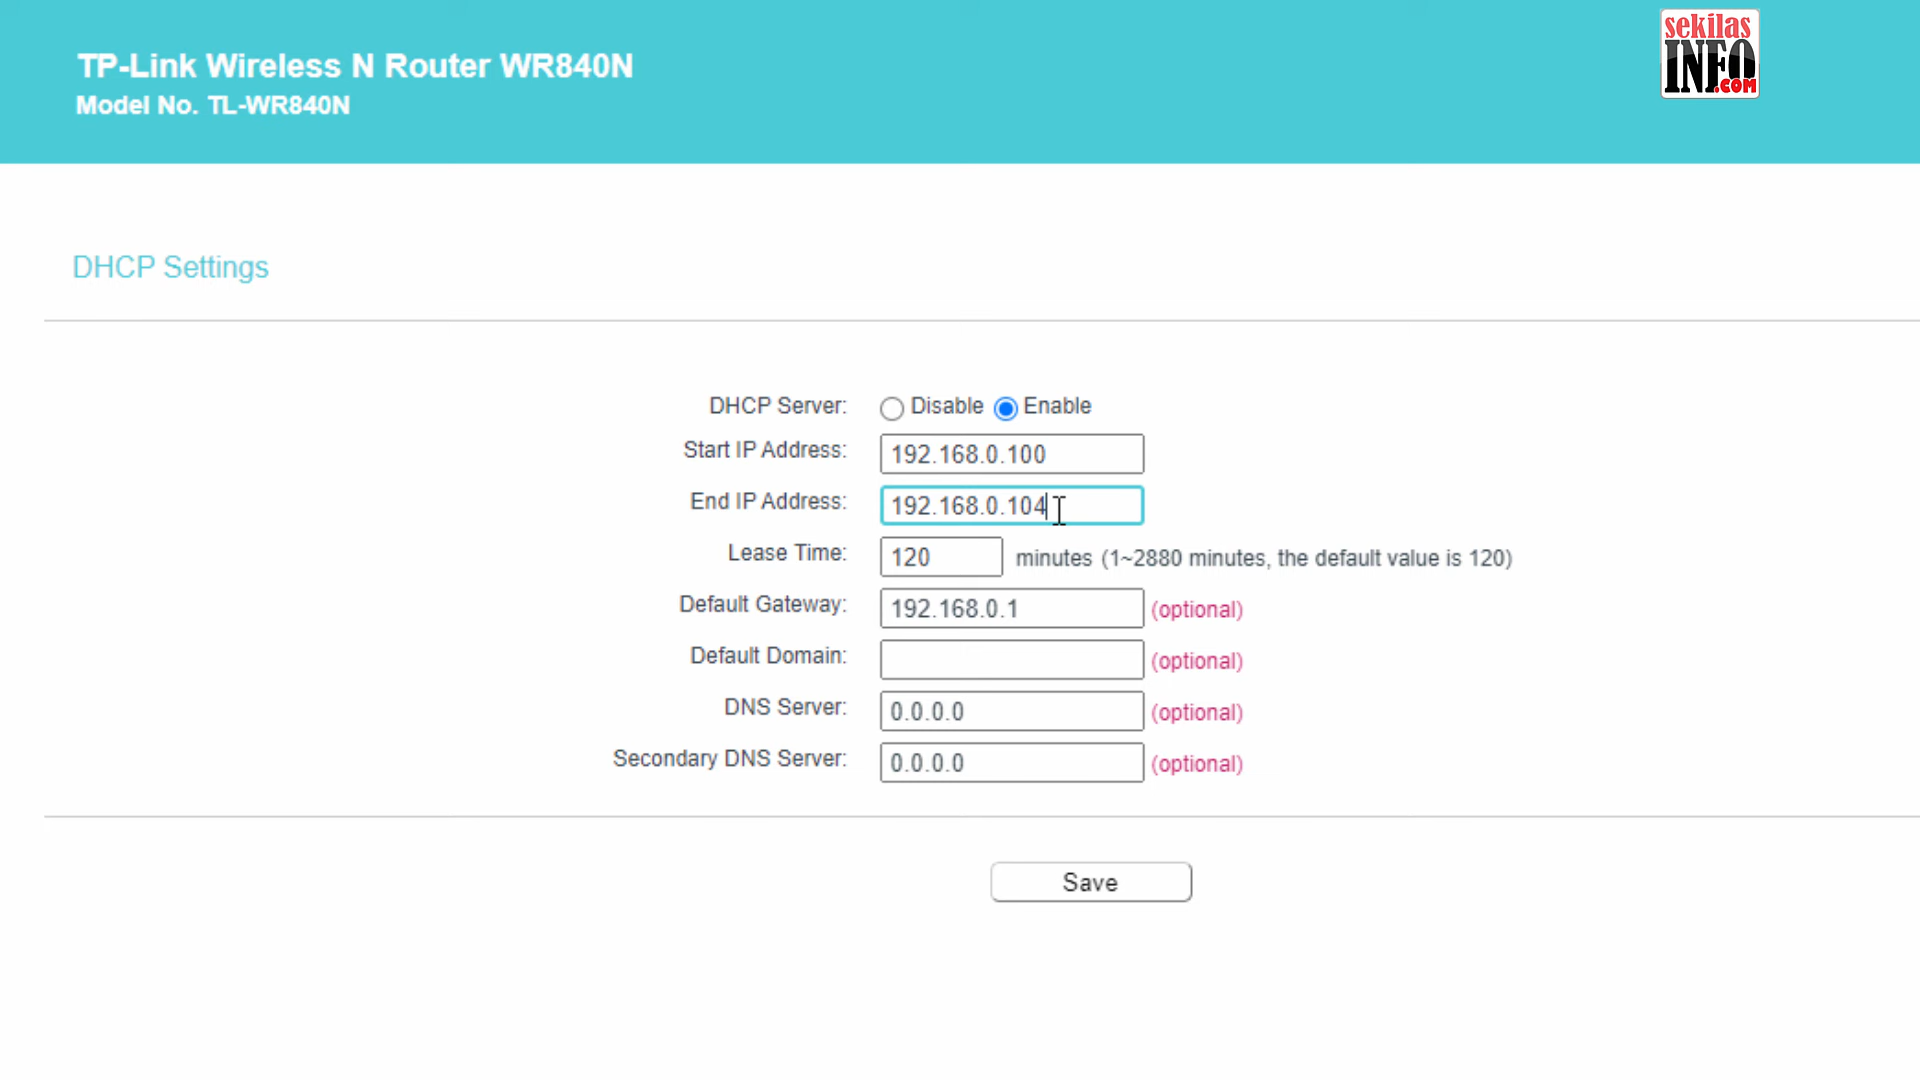 sekilas
INFO
.COM
TP-Link Wireless N Router WR840N
Model No. TL-WR840N
DHCP Settings
DHCP Server: Disable Enable
Start IP Address: 192.168.0.100
End IP Address: 192.168.0.104
Lease Time: 120 minutes (1~2880 minutes, the default value is 120)
Default Gateway: 192.168.0.1 (optional)
Default Domain: (optional)
DNS Server: 0.0.0.0 (optional)
Secondary DNS Server: 0.0.0.0 (optional)
Save